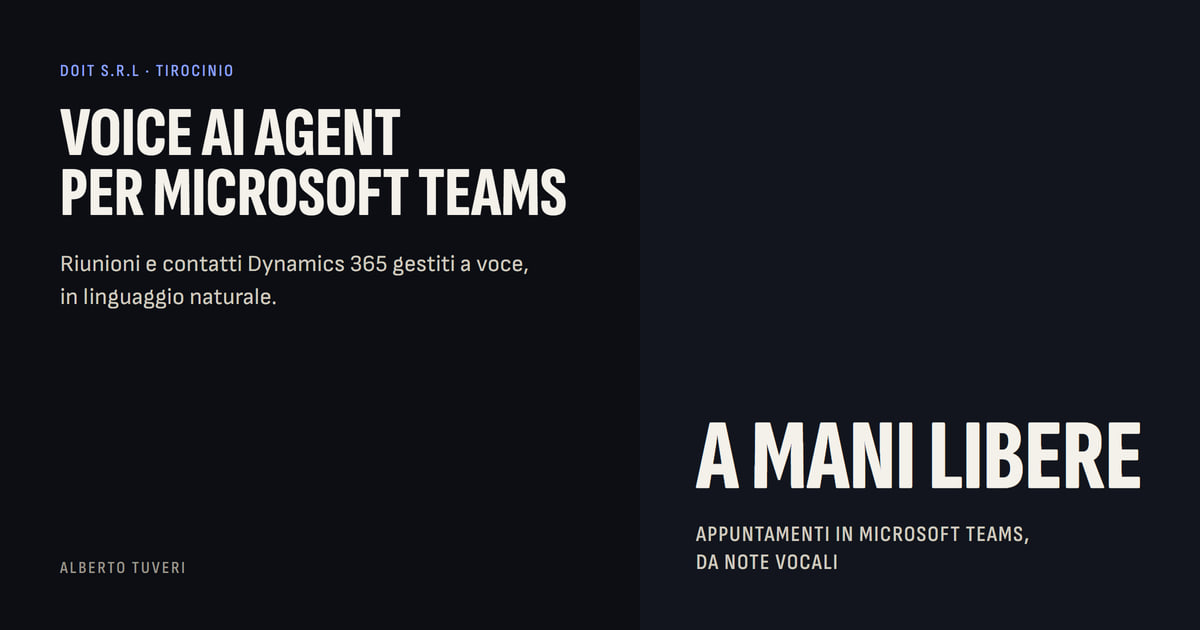 DOIT S.R.L · TIROCINIO
VOICE AI AGENT
PER MICROSOFT TEAMS
Riunioni e contatti Dynamics 365 gestiti a voce,
in linguaggio naturale.
ALBERTO TUVERI
A MANI LIBERE
APPUNTAMENTI IN MICROSOFT TEAMS,
DA NOTE VOCALI